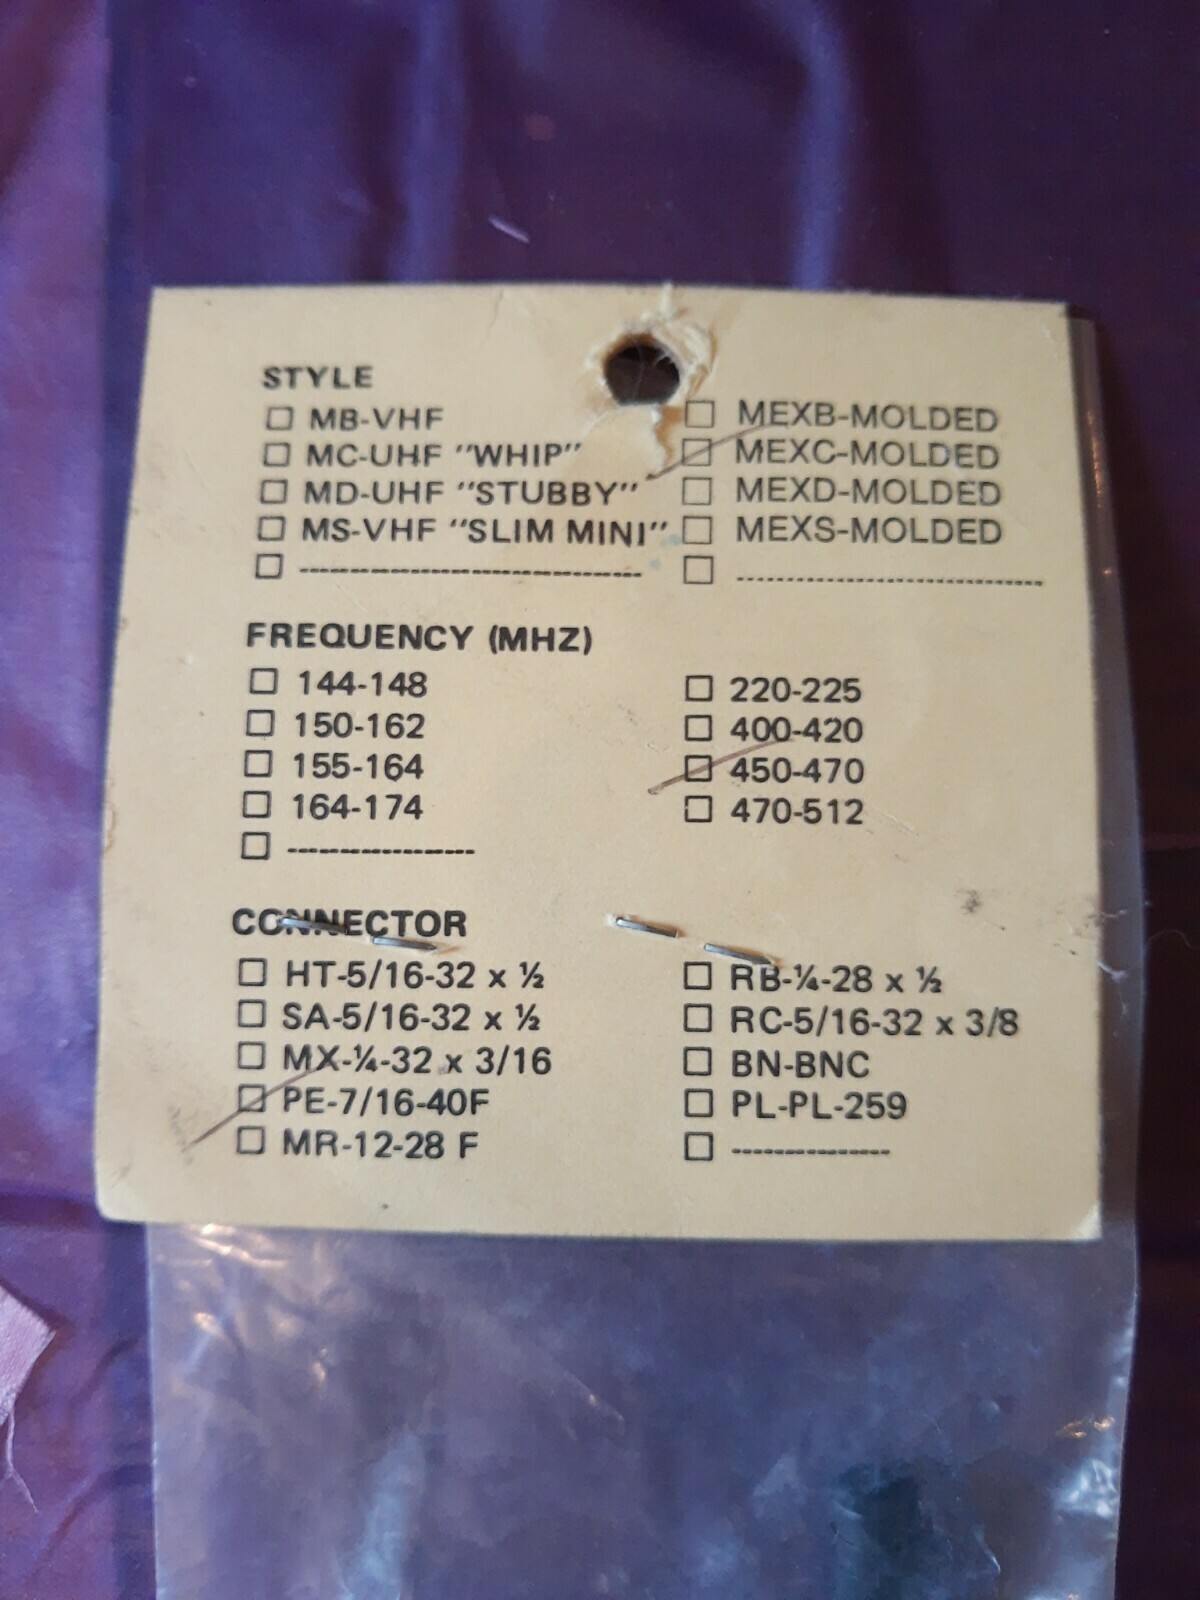 STYLE
MB-VHF
MC-UHF "WHIP"
MD-UHF "STUBBY"
MS-VHF "SLIM MINI"
MEXB-MOLDED
MEXC-MOLDED
MEXD-MOLDED
MEXS-MOLDED
FREQUENCY (MHZ)
144-148
150-162
155-164
164-174
220-225
400-420
450-470
470-512
CONNECTOR
HT-5/16-32 x ½
SA-5/16-32 x ½
MX-¼-32 x 3/16
PE-7/16-40F
MR-12-28 F
RB-¼-28 x ½
RC-5/16-32 x 3/8
BN-BNC
PL-PL-259